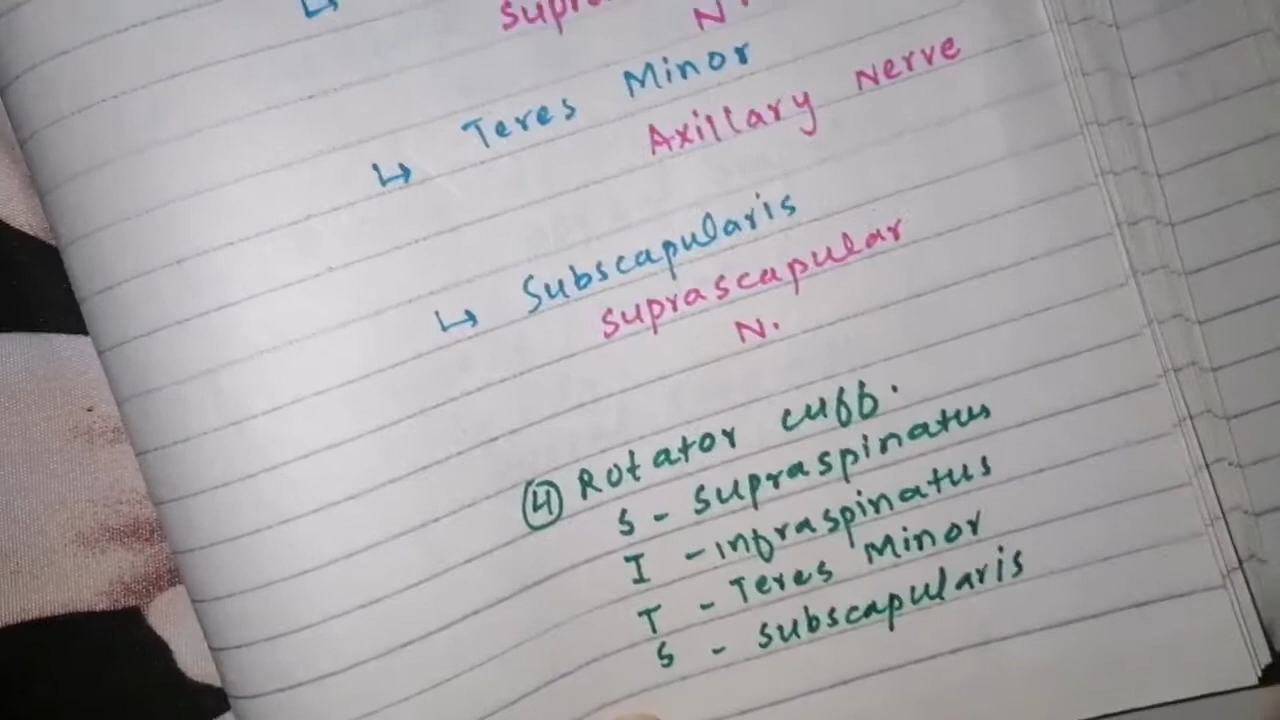 ↳
N.
↳ Teres Minor
Axillary Nerve
↳ Subscapularis
suprascapular
N.
④ Rotator cuff.
S - supraspinatus
I - infraspinatus
T - Teres Minor
S - subscapularis